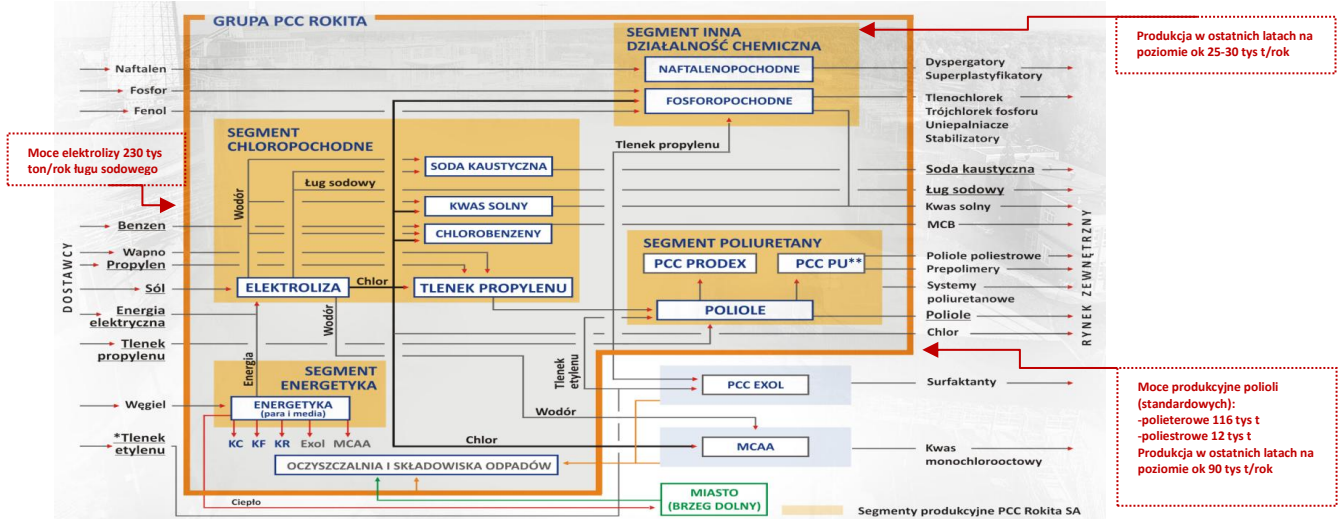 GRUPA PCC ROKITA
SEGMENT INNA
DZIAŁALNOŚĆ CHEMICZNA
Produkcja w ostatnich latach na
poziomie ok 25-30 tys t/rok
Naftalen
NAFTALENOPOCHODNE
Dyspergatory
Superplastyfikatory
Fosfor
FOSFOROPOCHODNE
Tlenochlorek
Trójchlorek fosforu
Uniepalniacze
Stabilizatory
Fenol
Moce elektrolizy 230 tys
ton/rok ługu sodowego
SEGMENT
CHLOROPOCHODNE
Tlenek propylenu
SODA KAUSTYCZNA
Soda kaustyczna
Wodór
Ług sodowy
Ług sodowy
KWAS SOLNY
Kwas solny
Benzen
CHLOROBENZENY
MCB
DOSTAWCY
RYNEK ZEWNĘTRZNY
Wapno
Propylen
SEGMENT POLIURETANY
PCC PRODEX
PCC PU**
Poliole poliestrowe
Prepolimery
Sól
ELEKTROLIZA
Chlor
TLENEK PROPYLENU
Systemy
poliuretanowe
Energia
elektryczna
Wodór
POLIOLE
Poliole
Chlor
Tlenek
propylenu
Energia
SEGMENT
ENERGETYKA
Tlenek
etylenu
PCC EXOL
Surfaktanty
Węgiel
ENERGETYKA
(para i media)
Wodór
KC KF KR Exol MCAA
Chlor
MCAA
Kwas
monochlorooctowy
*Tlenek
etylenu
OCZYSZCZALNIA I SKŁADOWISKA ODPADÓW
Ciepło
MIASTO
(BRZEG DOLNY)
Segmenty produkcyjne PCC Rokita SA
Moce produkcyjne polioli
(standardowych):
-polieterowe 116 tys t
-poliestrowe 12 tys t
Produkcja w ostatnich latach na
poziomie ok 90 tys t/rok